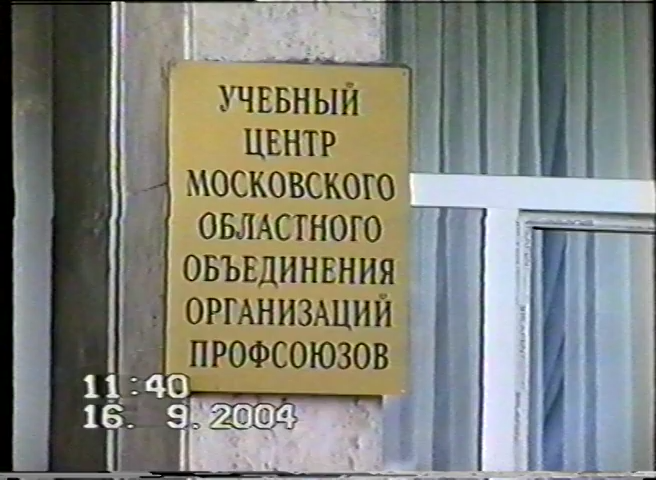 УЧЕБНЫЙ
ЦЕНТР
МОСКОВСКОГО
ОБЛАСТНОГО
ОБЪЕДИНЕНИЯ
ОРГАНИЗАЦИЙ
ПРОФСОЮЗОВ
11:40
16. 9.2004